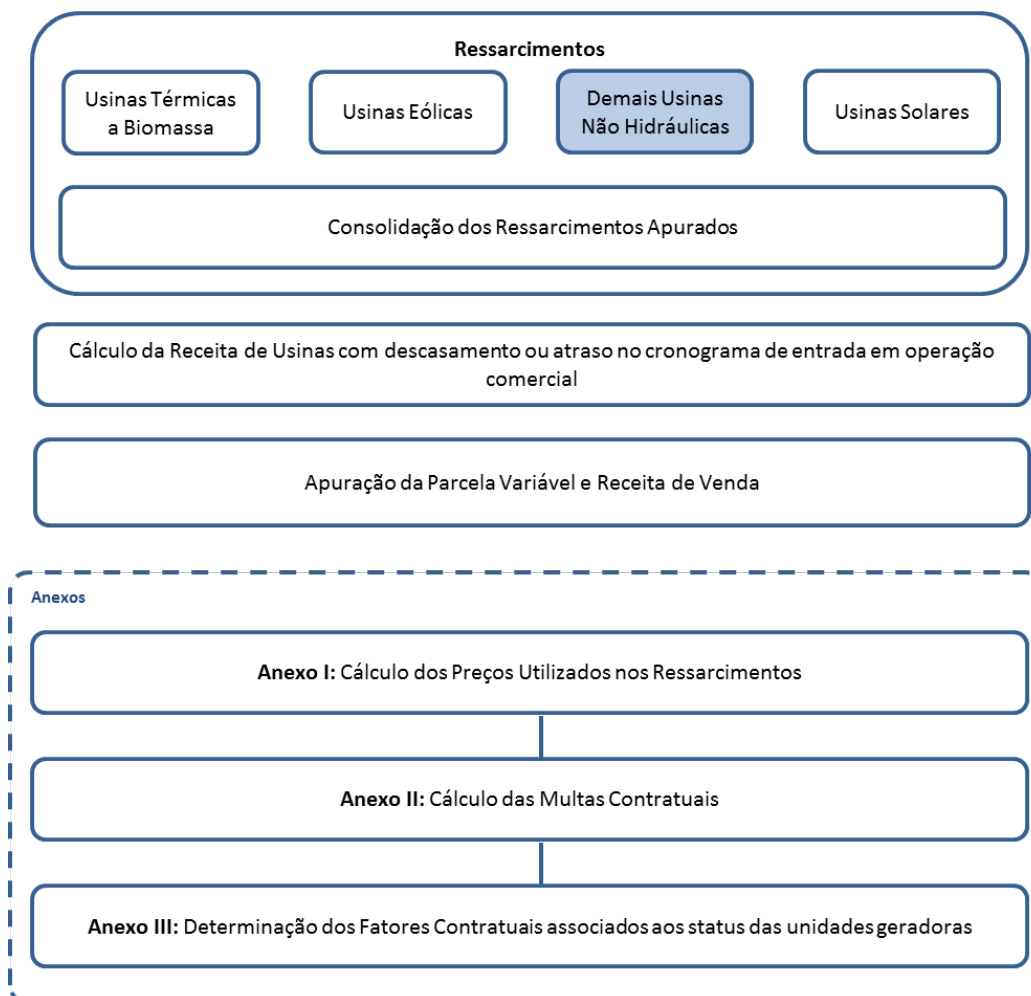 Ressarcimentos
Usinas Térmicas
a Biomassa
Usinas Eólicas
Demais Usinas
Não Hidráulicas
Usinas Solares
Consolidação dos Ressarcimentos Apurados
Cálculo da Receita de Usinas com descasamento ou atraso no cronograma de entrada em operação
comercial
Apuração da Parcela Variável e Receita de Venda
Anexos
Anexo I: Cálculo dos Preços Utilizados nos Ressarcimentos
Anexo II: Cálculo das Multas Contratuais
Anexo III: Determinação dos Fatores Contratuais associados aos status das unidades geradoras